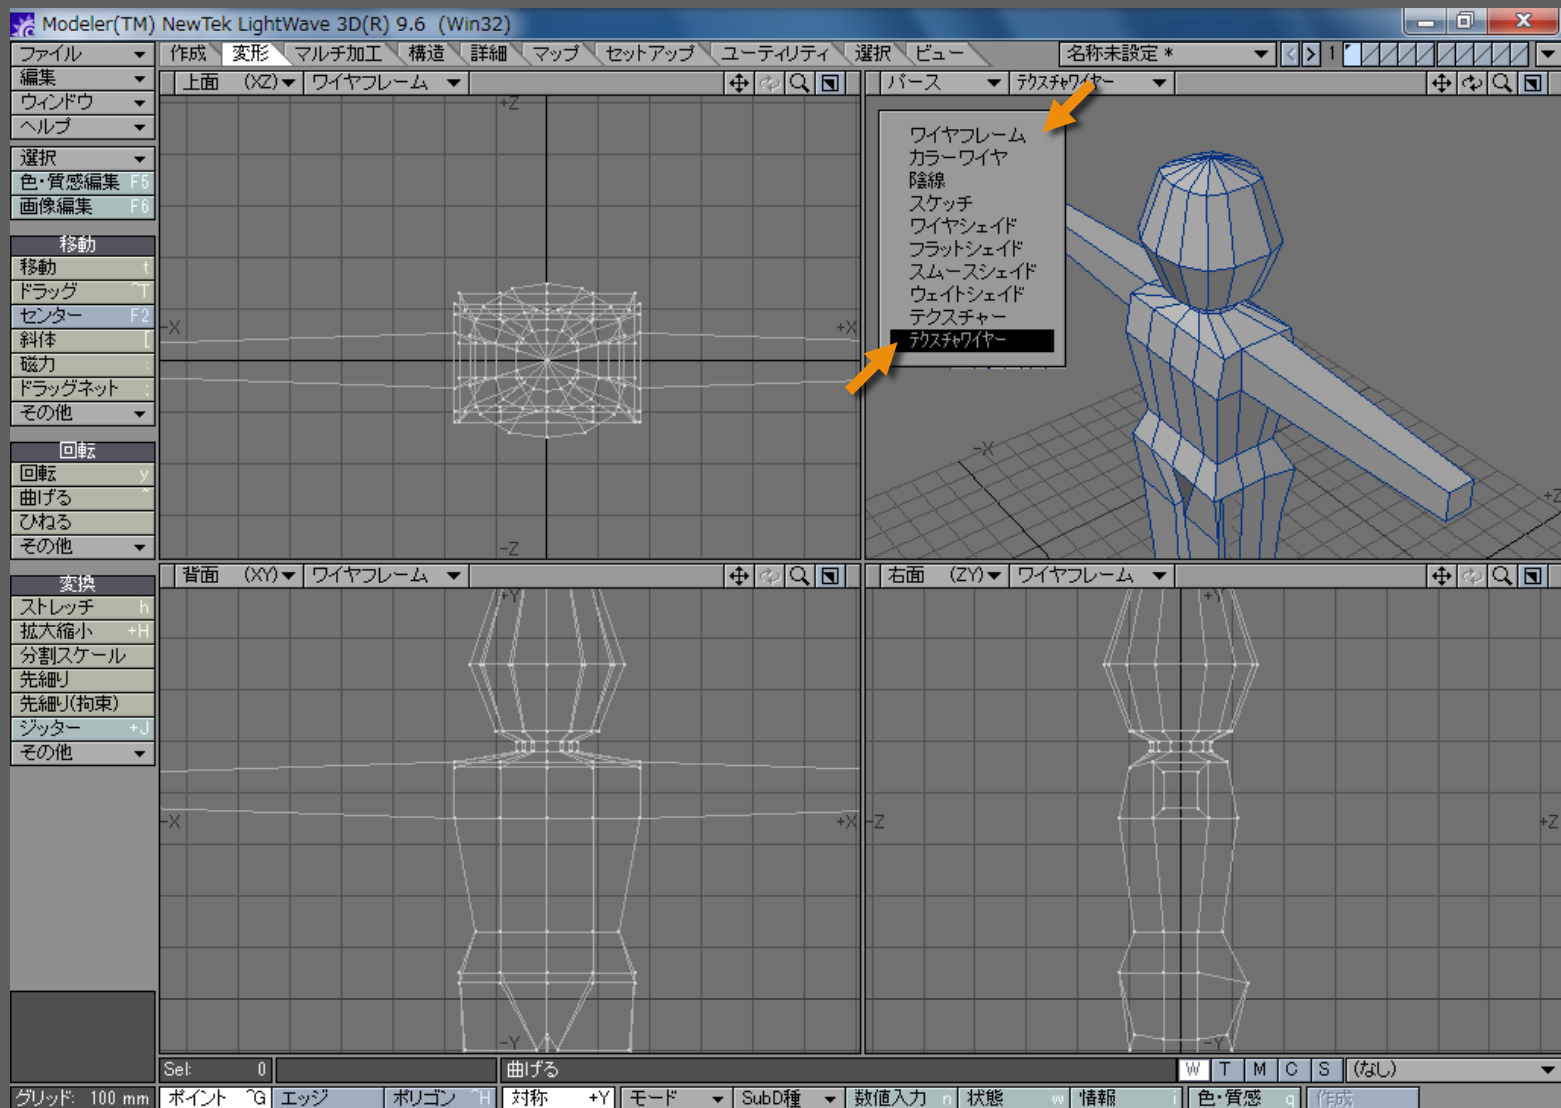 Modeler(TM) NewTek LightWave 3D(R) 9.6 (Win32)
ファイル 作成 変形 マルチ加工 構造 詳細 マップ セットアップ ユーティリティ 選択 ビュー 名称未設定 * < > 1
編集 上面 (XZ) ワイヤフレーム パース テクスチャワイヤー
ウィンドウ
ヘルプ
選択
色・質感編集 F5
画像編集 F6
移動
移動 t
ドラッグ ^T
センター F2
斜体 [
磁力 :
ドラッグネット ;
その他
回転
回転 y
曲げる ~
ひねる
その他
変換
ストレッチ h
拡大縮小 +H
分割スケール
先細り
先細り(拘束)
ジッター +J
その他
+Z
-X
+X
-Z
ワイヤフレーム
カラーワイヤ
陰線
スケッチ
ワイヤシェイド
フラットシェイド
スムースシェイド
ウェイトシェイド
テクスチャー
テクスチャワイヤー
-X
+Z
背面 (XY) ワイヤフレーム
+Y
-X
+X
-Y
右面 (ZY) ワイヤフレーム
+Y
-Z
+Z
-Y
Sel: 0 曲げる W T M C S (なし)
グリッド: 100 mm ポイント ^G エッジ ポリゴン ^H 対称 +Y モード SubD種 数値入力 n 状態 w 情報 i 色・質感 q 作成